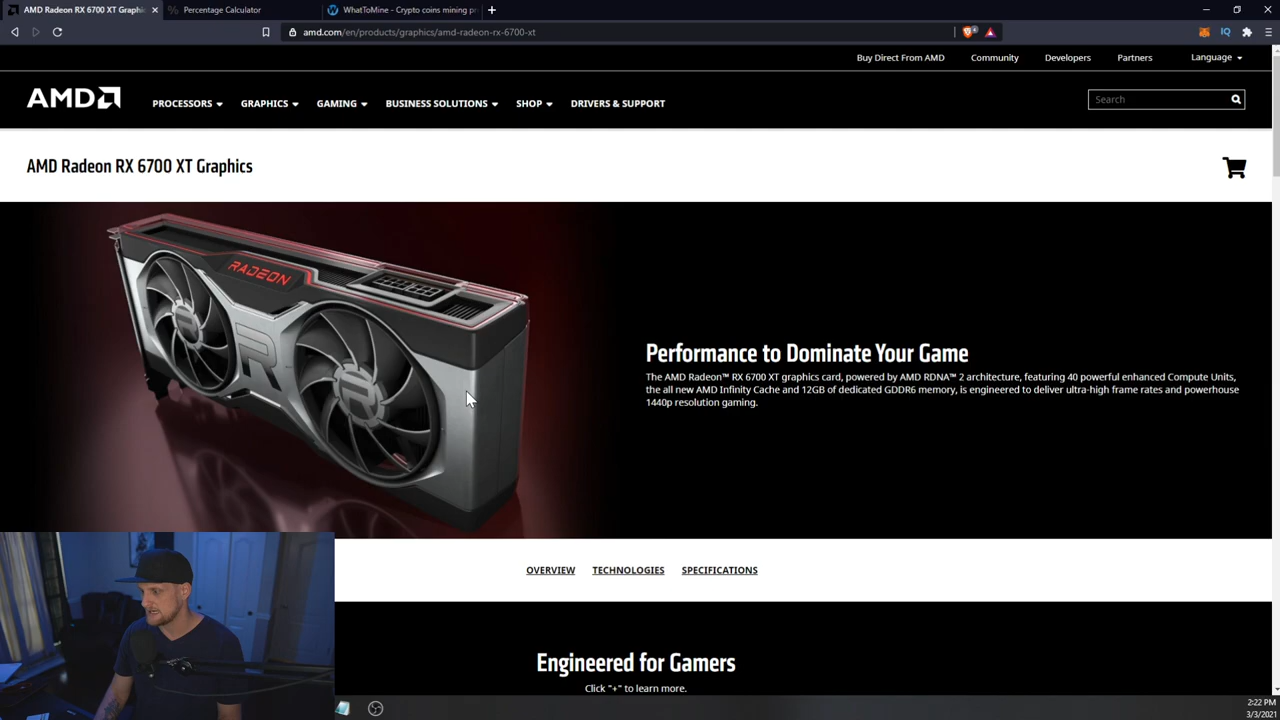 AMD Radeon RX 6700 XT Graphic
Percentage Calculator
WhatToMine - Crypto coins mining pr
amd.com/en/products/graphics/amd-radeon-rx-6700-xt
Buy Direct From AMD
Community
Developers
Partners
Language
AMD
PROCESSORS
GRAPHICS
GAMING
BUSINESS SOLUTIONS
SHOP
DRIVERS & SUPPORT
Search
AMD Radeon RX 6700 XT Graphics
RADEON
R
Performance to Dominate Your Game
The AMD Radeon™ RX 6700 XT graphics card, powered by AMD RDNA™ 2 architecture, featuring 40 powerful enhanced Compute Units,
the all new AMD Infinity Cache and 12GB of dedicated GDDR6 memory, is engineered to deliver ultra-high frame rates and powerhouse
1440p resolution gaming.
OVERVIEW
TECHNOLOGIES
SPECIFICATIONS
Engineered for Gamers
Click "+" to learn more.
2:22 PM
3/3/2021